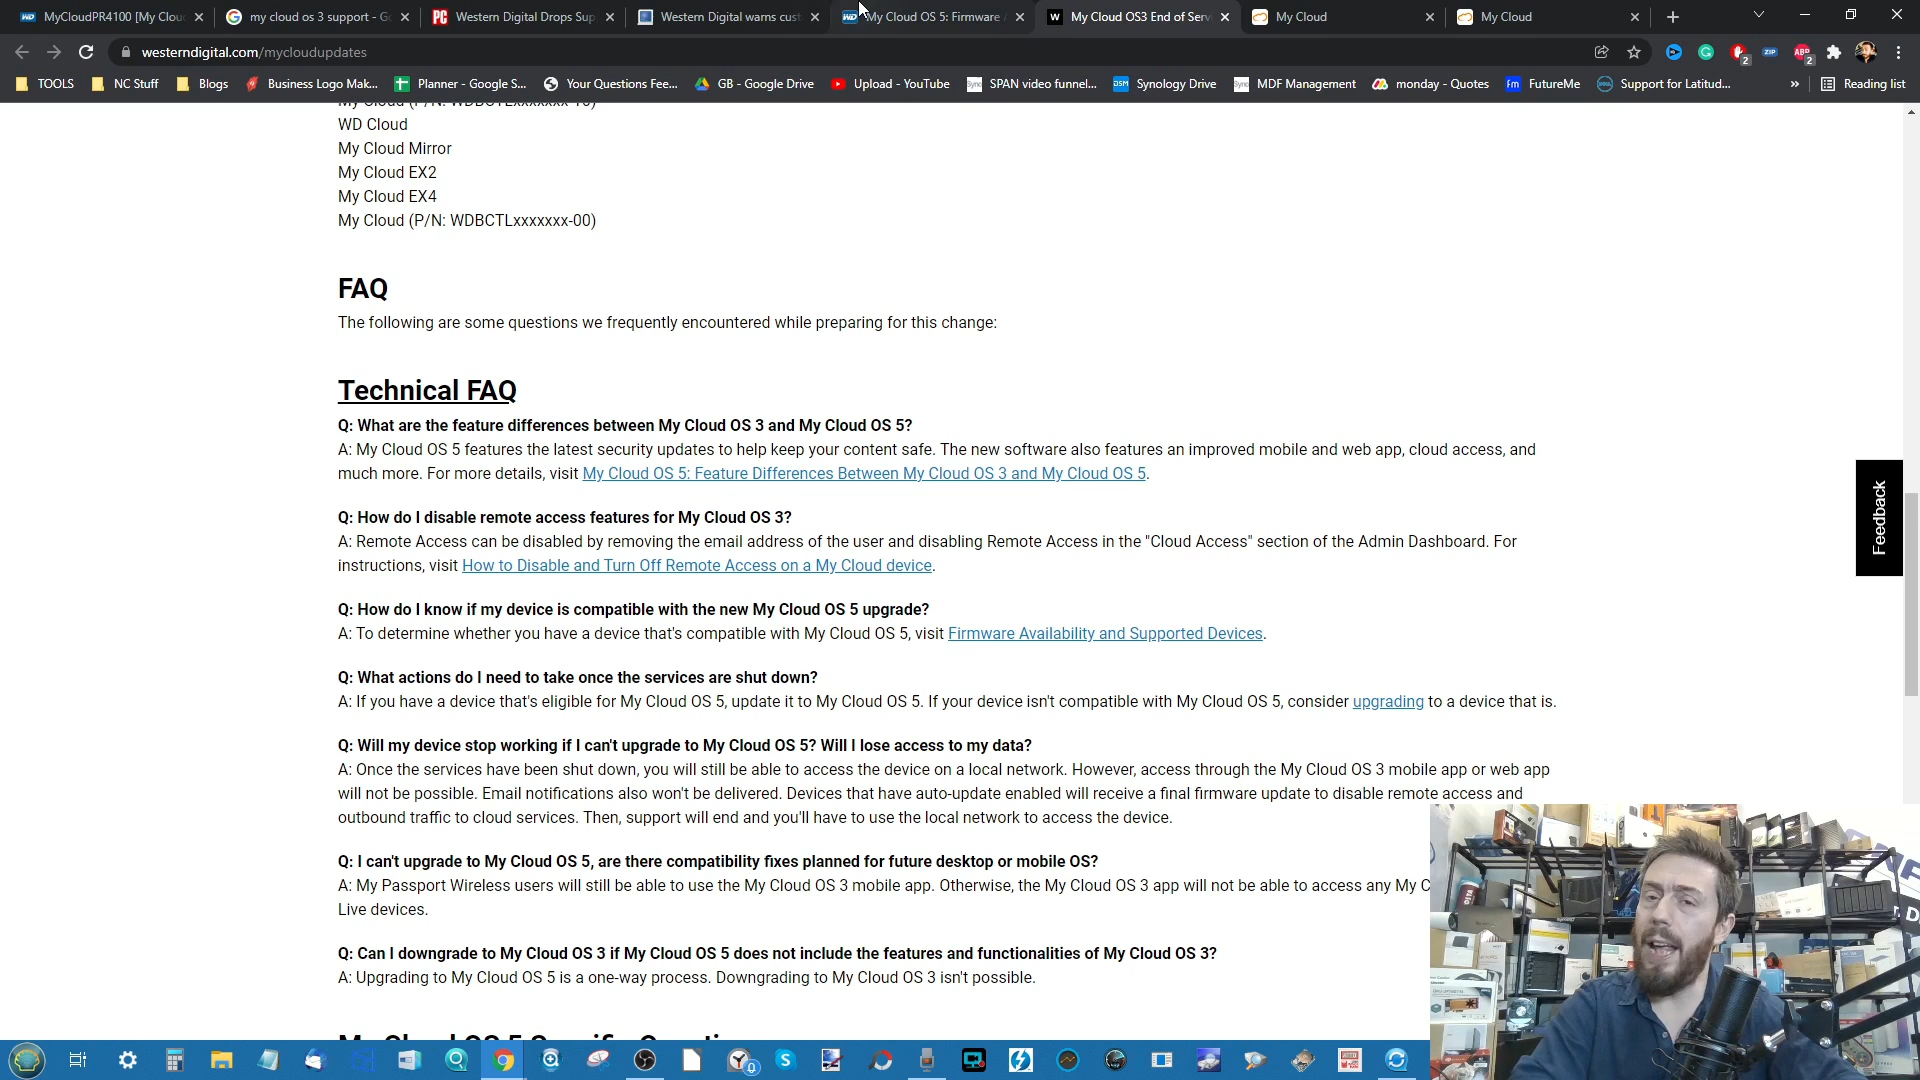 MyCloudPR4100 [My Clou
my cloud os 3 support - G
Western Digital Drops Sup
Western Digital warns cust
My Cloud OS 5: Firmware
My Cloud OS3 End of Serv
My Cloud
My Cloud
westerndigital.com/mycloudupdates
TOOLS
NC Stuff
Blogs
Business Logo Mak...
Planner - Google S...
Your Questions Fee...
GB - Google Drive
Upload - YouTube
SPAN video funnel...
Synology Drive
MDF Management
monday - Quotes
FutureMe
Support for Latitud...
»
Reading list
WD Cloud
My Cloud Mirror
My Cloud EX2
My Cloud EX4
My Cloud (P/N: WDBCTLxxxxxxx-00)
FAQ
The following are some questions we frequently encountered while preparing for this change:
Technical FAQ
Q: What are the feature differences between My Cloud OS 3 and My Cloud OS 5?
A: My Cloud OS 5 features the latest security updates to help keep your content safe. The new software also features an improved mobile and web app, cloud access, and
much more. For more details, visit My Cloud OS 5: Feature Differences Between My Cloud OS 3 and My Cloud OS 5.
Q: How do I disable remote access features for My Cloud OS 3?
A: Remote Access can be disabled by removing the email address of the user and disabling Remote Access in the "Cloud Access" section of the Admin Dashboard. For
instructions, visit How to Disable and Turn Off Remote Access on a My Cloud device.
Feedback
Q: How do I know if my device is compatible with the new My Cloud OS 5 upgrade?
A: To determine whether you have a device that's compatible with My Cloud OS 5, visit Firmware Availability and Supported Devices.
Q: What actions do I need to take once the services are shut down?
A: If you have a device that's eligible for My Cloud OS 5, update it to My Cloud OS 5. If your device isn't compatible with My Cloud OS 5, consider upgrading to a device that is.
Q: Will my device stop working if I can't upgrade to My Cloud OS 5? Will I lose access to my data?
A: Once the services have been shut down, you will still be able to access the device on a local network. However, access through the My Cloud OS 3 mobile app or web app
will not be possible. Email notifications also won't be delivered. Devices that have auto-update enabled will receive a final firmware update to disable remote access and
outbound traffic to cloud services. Then, support will end and you'll have to use the local network to access the device.
Q: I can't upgrade to My Cloud OS 5, are there compatibility fixes planned for future desktop or mobile OS?
A: My Passport Wireless users will still be able to use the My Cloud OS 3 mobile app. Otherwise, the My Cloud OS 3 app will not be able to access any My C
Live devices.
Q: Can I downgrade to My Cloud OS 3 if My Cloud OS 5 does not include the features and functionalities of My Cloud OS 3?
A: Upgrading to My Cloud OS 5 is a one-way process. Downgrading to My Cloud OS 3 isn't possible.